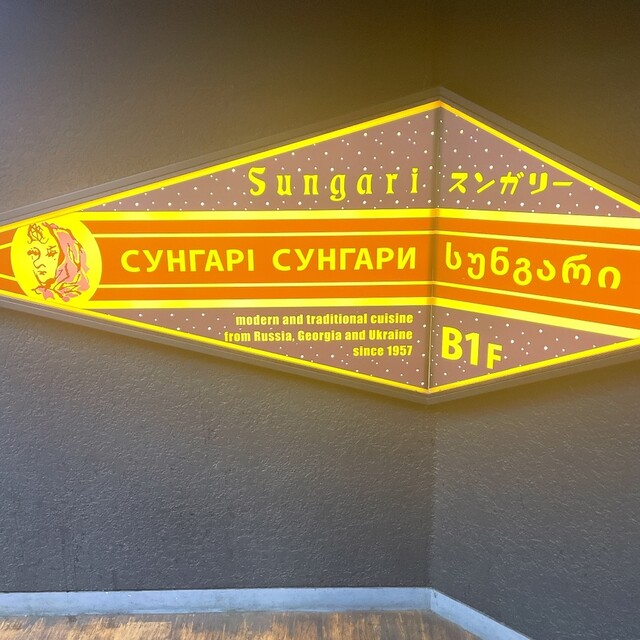 Sungari スンガリー
СУНГАРІ СУНГАРИ სუნგარი
modern and traditional cuisine
from Russia, Georgia and Ukraine
since 1957
B1F